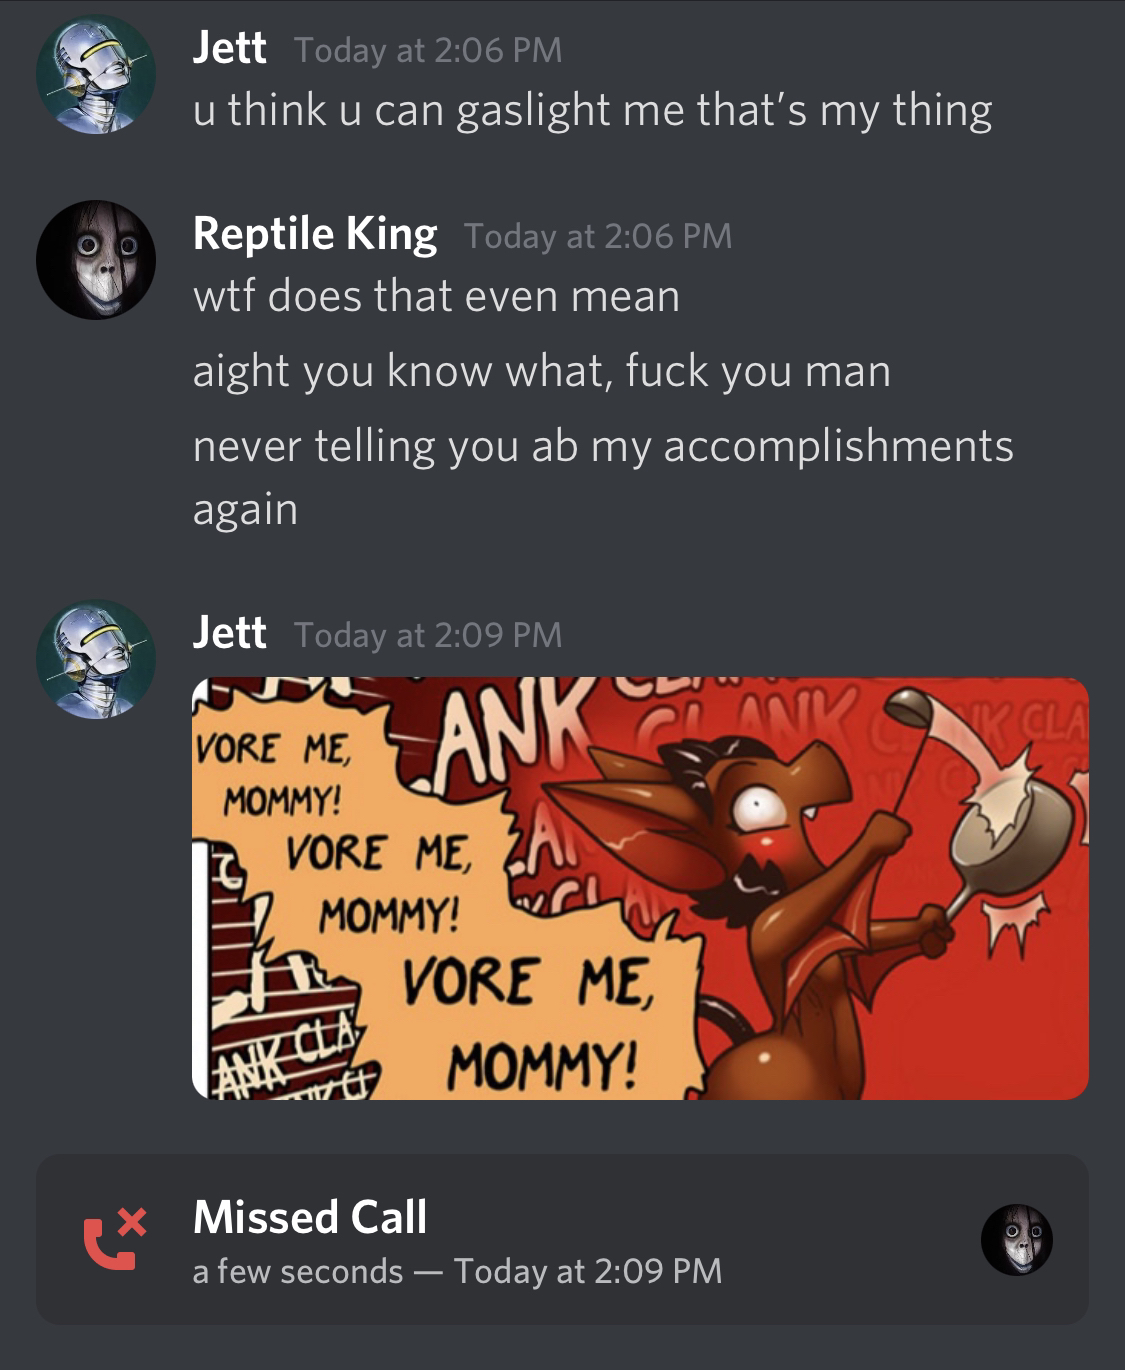 Jett Today at 2:06 PM
u think u can gaslight me that’s my thing
Reptile King Today at 2:06 PM
wtf does that even mean
aight you know what, fuck you man
never telling you ab my accomplishments
again
Jett Today at 2:09 PM
VORE ME,
MOMMY!
VORE ME,
MOMMY!
VORE ME,
MOMMY!
ANK
CLANK
ANK CLA
Missed Call
a few seconds — Today at 2:09 PM